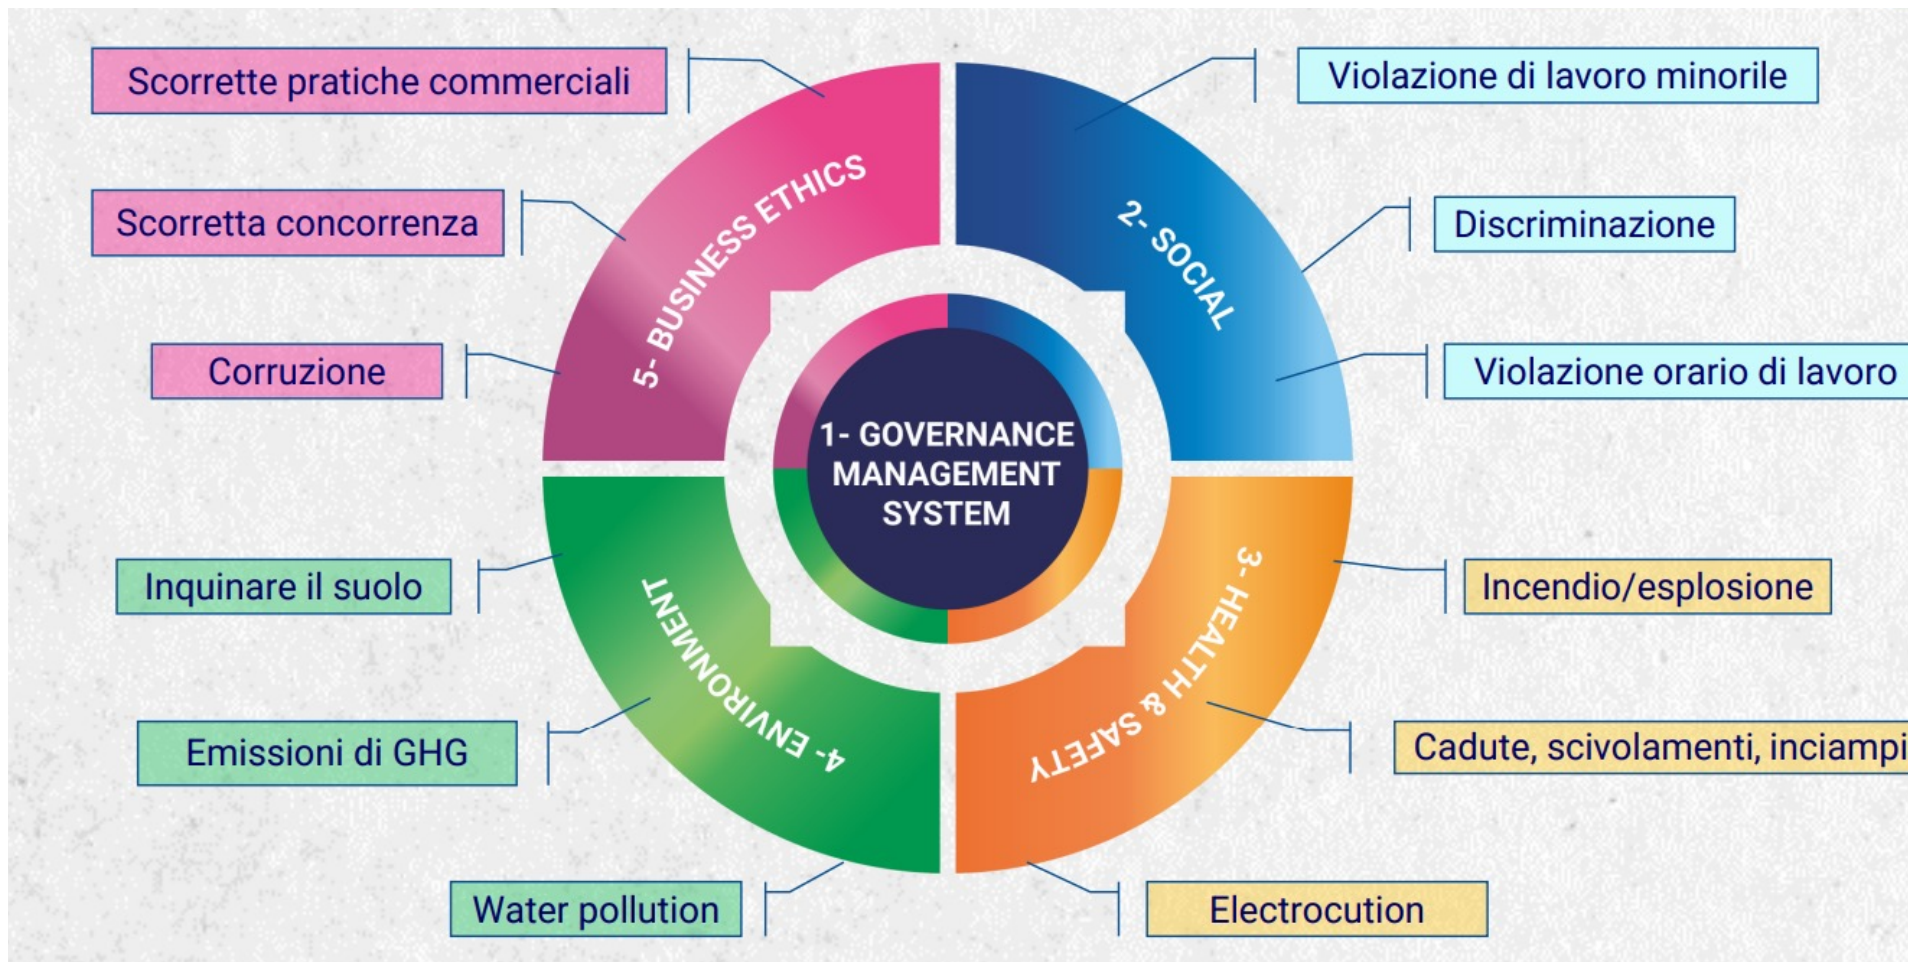 Scorrette pratiche commerciali
Violazione di lavoro minorile
Scorretta concorrenza
Discriminazione
5- BUSINESS ETHICS
2- SOCIAL
Corruzione
Violazione orario di lavoro
1- GOVERNANCE
MANAGEMENT
SYSTEM
Inquinare il suolo
Incendio/esplosione
4- ENVIRONMENT
3- HEALTH & SAFETY
Emissioni di GHG
Cadute, scivolamenti, inciampi
Water pollution
Electrocution